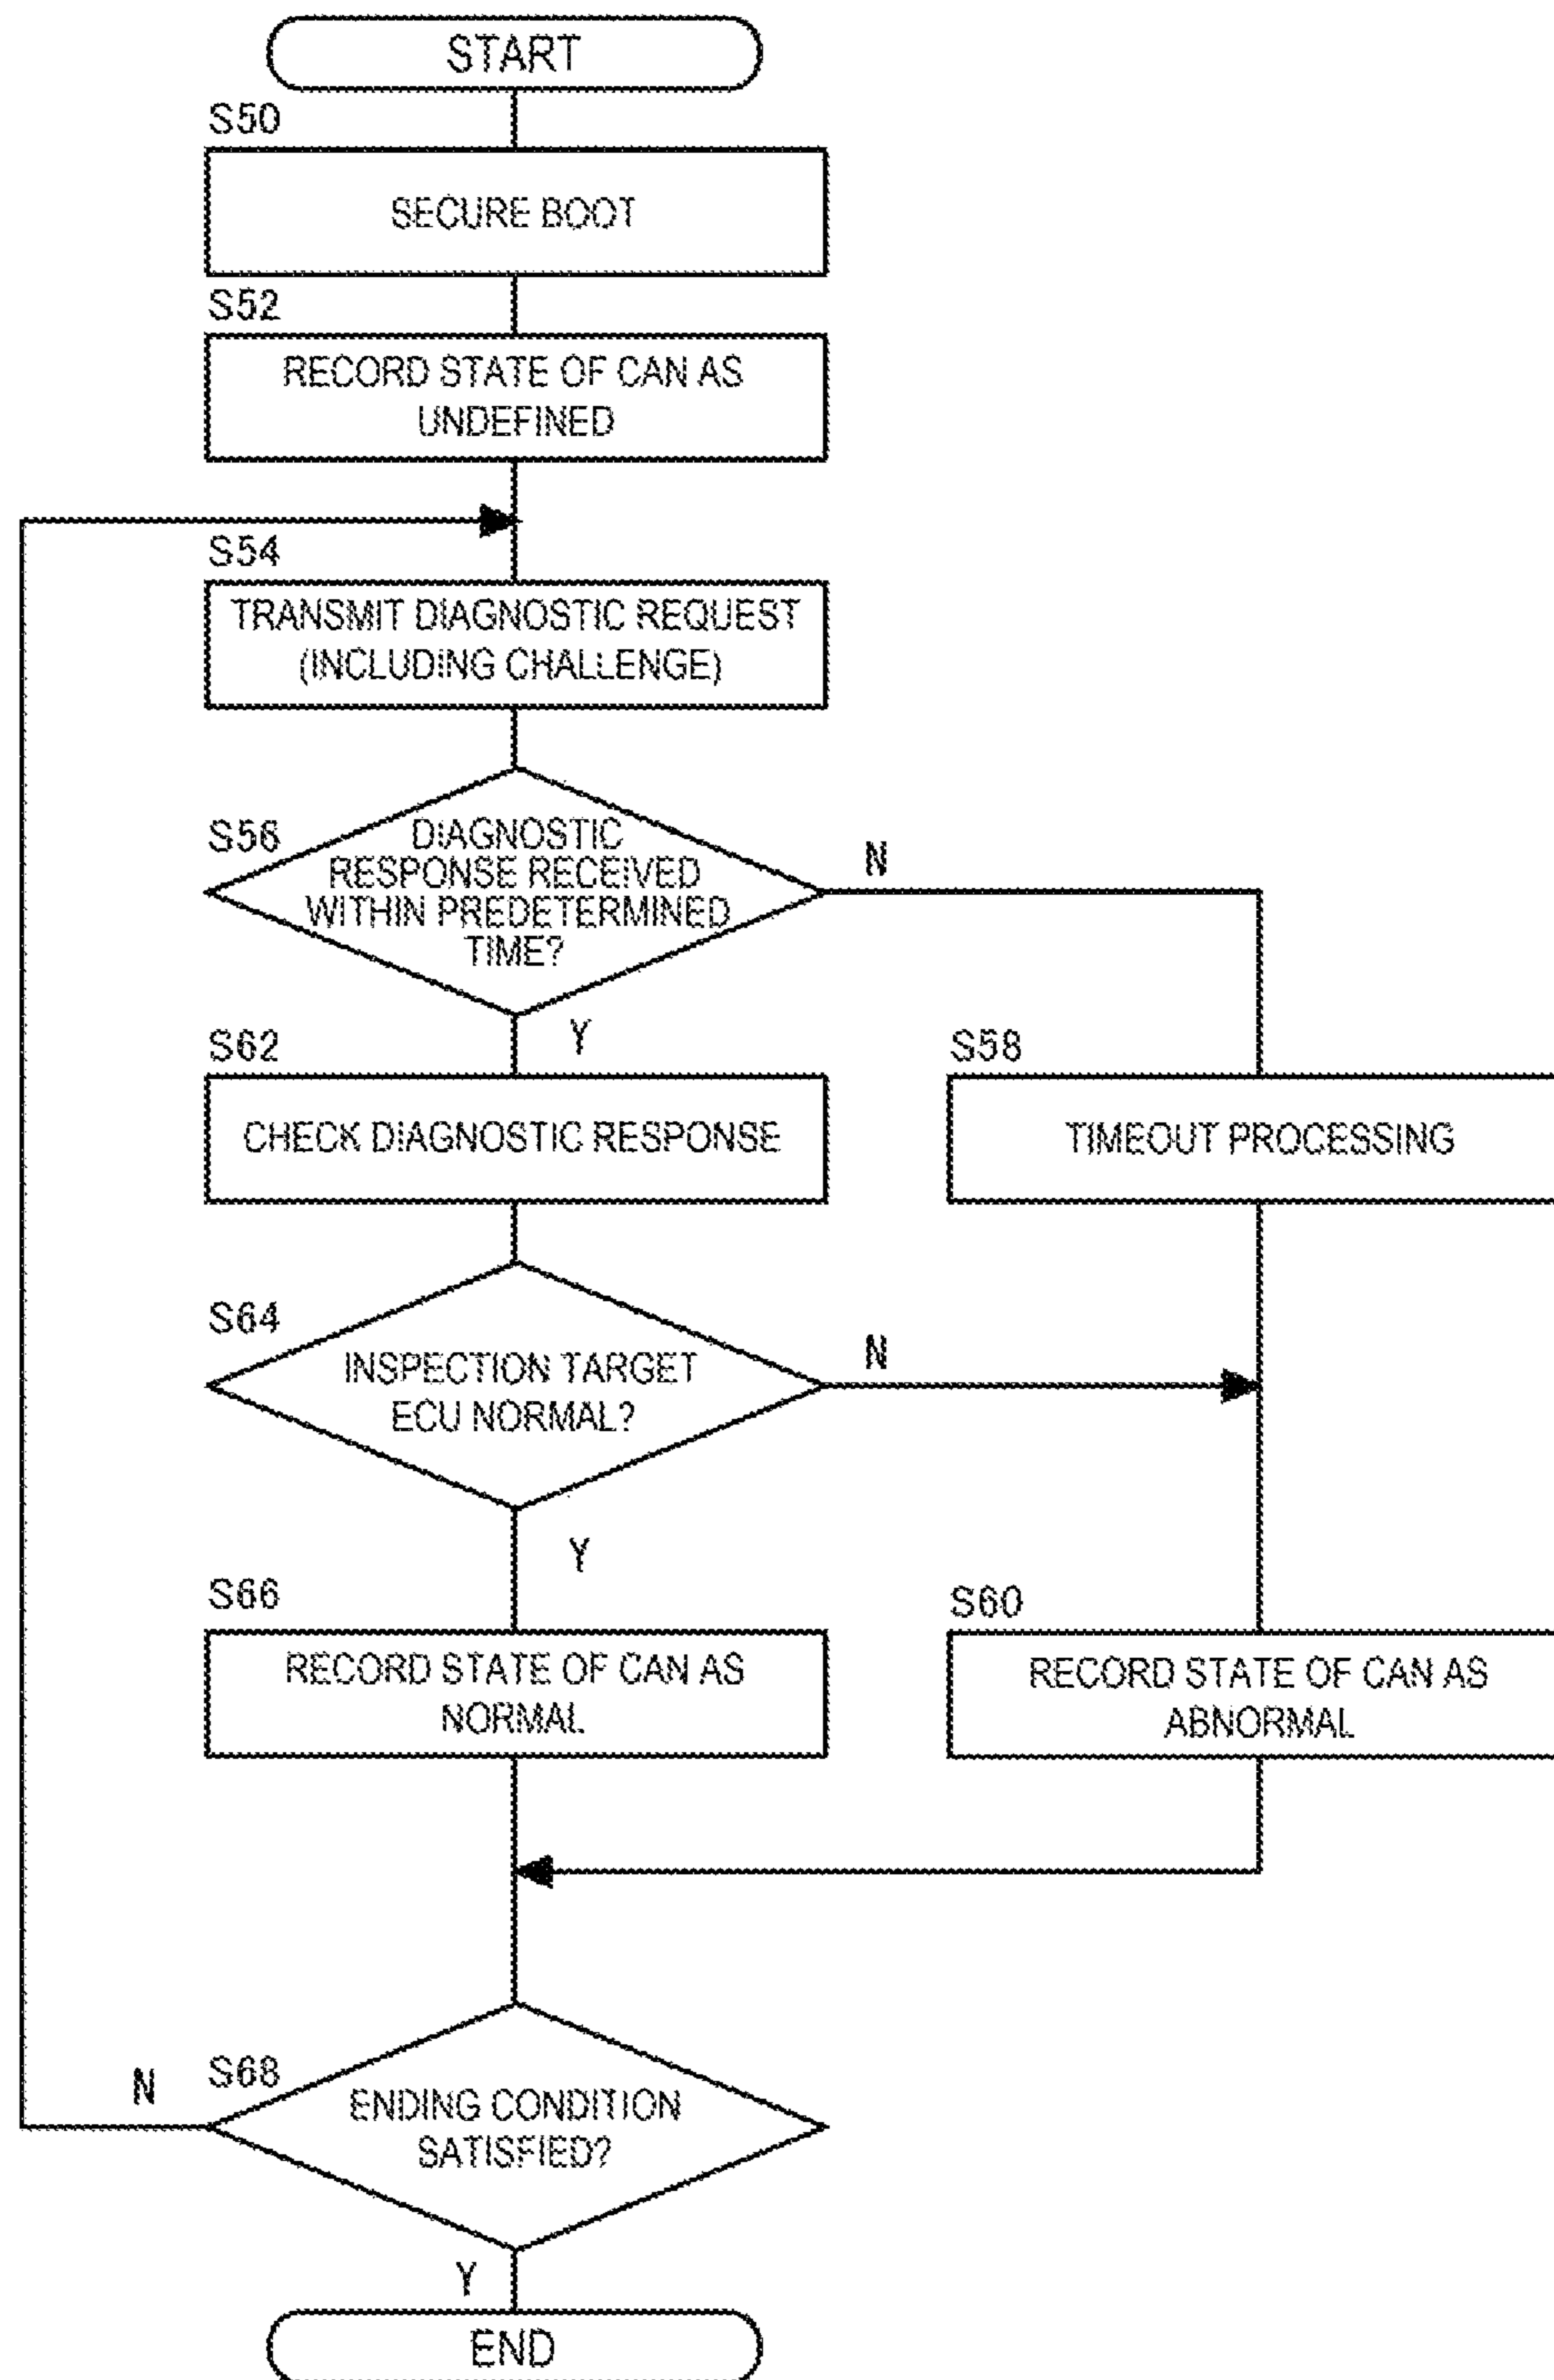 START
S50
SECURE BOOT
S52
RECORD STATE OF CAN AS
UNDEFINED
S54
TRANSMIT DIAGNOSTIC REQUEST
(INCLUDING CHALLENGE)
S56
DIAGNOSTIC
RESPONSE RECEIVED
WITHIN PREDETERMINED
TIME?
N
Y
S62
CHECK DIAGNOSTIC RESPONSE
S58
TIMEOUT PROCESSING
S64
INSPECTION TARGET
ECU NORMAL?
N
Y
S66
RECORD STATE OF CAN AS
NORMAL
S60
RECORD STATE OF CAN AS
ABNORMAL
N
S68
ENDING CONDITION
SATISFIED?
Y
END